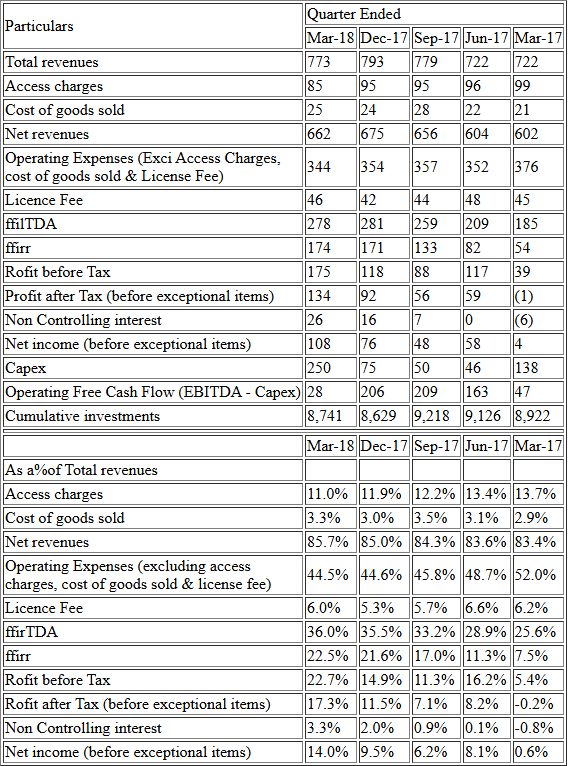 Particulars Quarter Ended
Mar-18 Dec-17 Sep-17 Jun-17 Mar-17
Total revenues 773 793 779 722 722
Access charges 85 95 95 96 99
Cost of goods sold 25 24 28 22 21
Net revenues 662 675 656 604 602
Operating Expenses (Exci Access Charges,
cost of goods sold & License Fee) 344 354 357 352 376
Licence Fee 46 42 44 48 45
ffilTDA 278 281 259 209 185
ffirr 174 171 133 82 54
Rofit before Tax 175 118 88 117 39
Profit after Tax (before exceptional items) 134 92 56 59 (1)
Non Controlling interest 26 16 7 0 (6)
Net income (before exceptional items) 108 76 48 58 4
Capex 250 75 50 46 138
Operating Free Cash Flow (EBITDA - Capex) 28 206 209 163 47
Cumulative investments 8,741 8,629 9,218 9,126 8,922
Mar-18 Dec-17 Sep-17 Jun-17 Mar-17
As a%of Total revenues
Access charges 11.0% 11.9% 12.2% 13.4% 13.7%
Cost of goods sold 3.3% 3.0% 3.5% 3.1% 2.9%
Net revenues 85.7% 85.0% 84.3% 83.6% 83.4%
Operating Expenses (excluding access
charges, cost of goods sold & license fee) 44.5% 44.6% 45.8% 48.7% 52.0%
Licence Fee 6.0% 5.3% 5.7% 6.6% 6.2%
ffirTDA 36.0% 35.5% 33.2% 28.9% 25.6%
ffirr 22.5% 21.6% 17.0% 11.3% 7.5%
Rofit before Tax 22.7% 14.9% 11.3% 16.2% 5.4%
Rofit after Tax (before exceptional items) 17.3% 11.5% 7.1% 8.2% -0.2%
Non Controlling interest 3.3% 2.0% 0.9% 0.1% -0.8%
Net income (before exceptional items) 14.0% 9.5% 6.2% 8.1% 0.6%